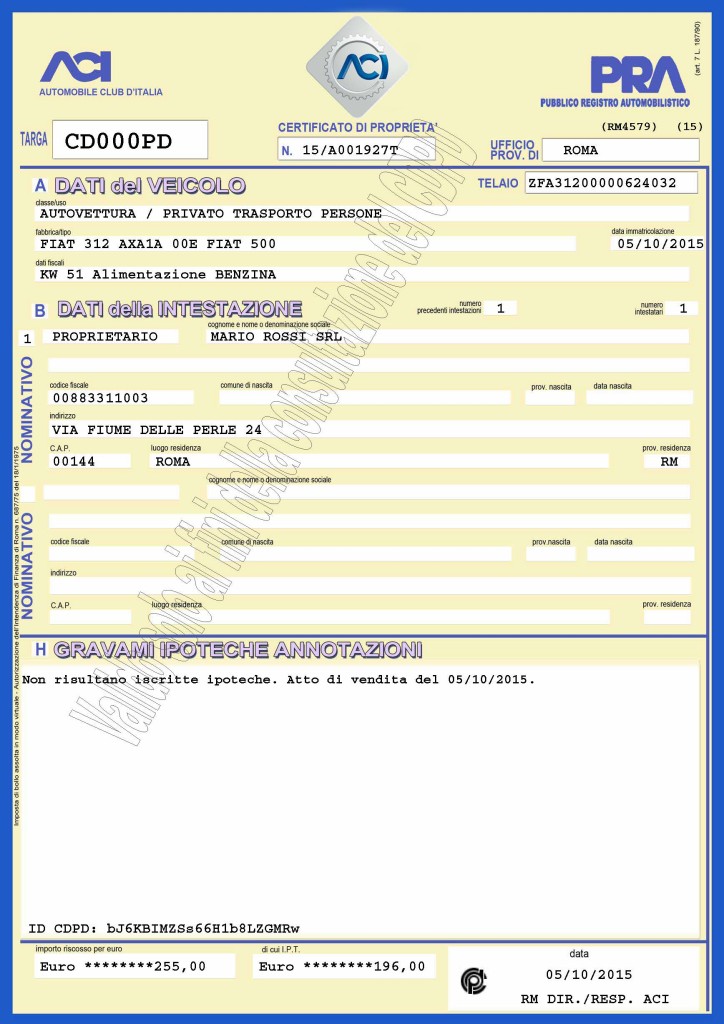 ACI
AUTOMOBILE CLUB D'ITALIA
ACI
PRA
PUBBLICO REGISTRO AUTOMOBILISTICO
(art. 7 L. 187/90)
(RM4579) (15)
TARGA CD000PD
CERTIFICATO DI PROPRIETA'
N. 15/A001927T
UFFICIO PROV. DI ROMA
A DATI del VEICOLO
TELAIO ZFA31200000624032
classe/uso
AUTOVETTURA / PRIVATO TRASPORTO PERSONE
fabbrica/tipo data immatricolazione
FIAT 312 AXA1A 00E FIAT 500 05/10/2015
dati fiscali
KW 51 Alimentazione BENZINA
B DATI della INTESTAZIONE
numero precedenti intestazioni 1
numero intestatari 1
cognome e nome o denominazione sociale
1 PROPRIETARIO MARIO ROSSI SRL
NOMINATIVO
codice fiscale comune di nascita prov. nascita data nascita
00883311003
indirizzo
VIA FIUME DELLE PERLE 24
C.A.P. luogo residenza prov. residenza
00144 ROMA RM
cognome e nome o denominazione sociale
NOMINATIVO
codice fiscale comune di nascita prov.nascita data nascita
indirizzo
C.A.P. luogo residenza prov. residenza
H GRAVAMI IPOTECHE ANNOTAZIONI
Non risultano iscritte ipoteche. Atto di vendita del 05/10/2015.
Valido solo ai fini della consultazione del CDPD
Imposta di bollo assolta in modo virtuale - Autorizzazione dell'Intendenza di Finanza di Roma n. 687/75 del 18/1/1975
ID CDPD: bJ6KBIMZSs66H1b8LZGMRw
importo riscosso per euro di cui I.P.T. data
Euro ********255,00 Euro ********196,00 05/10/2015
RM DIR./RESP. ACI